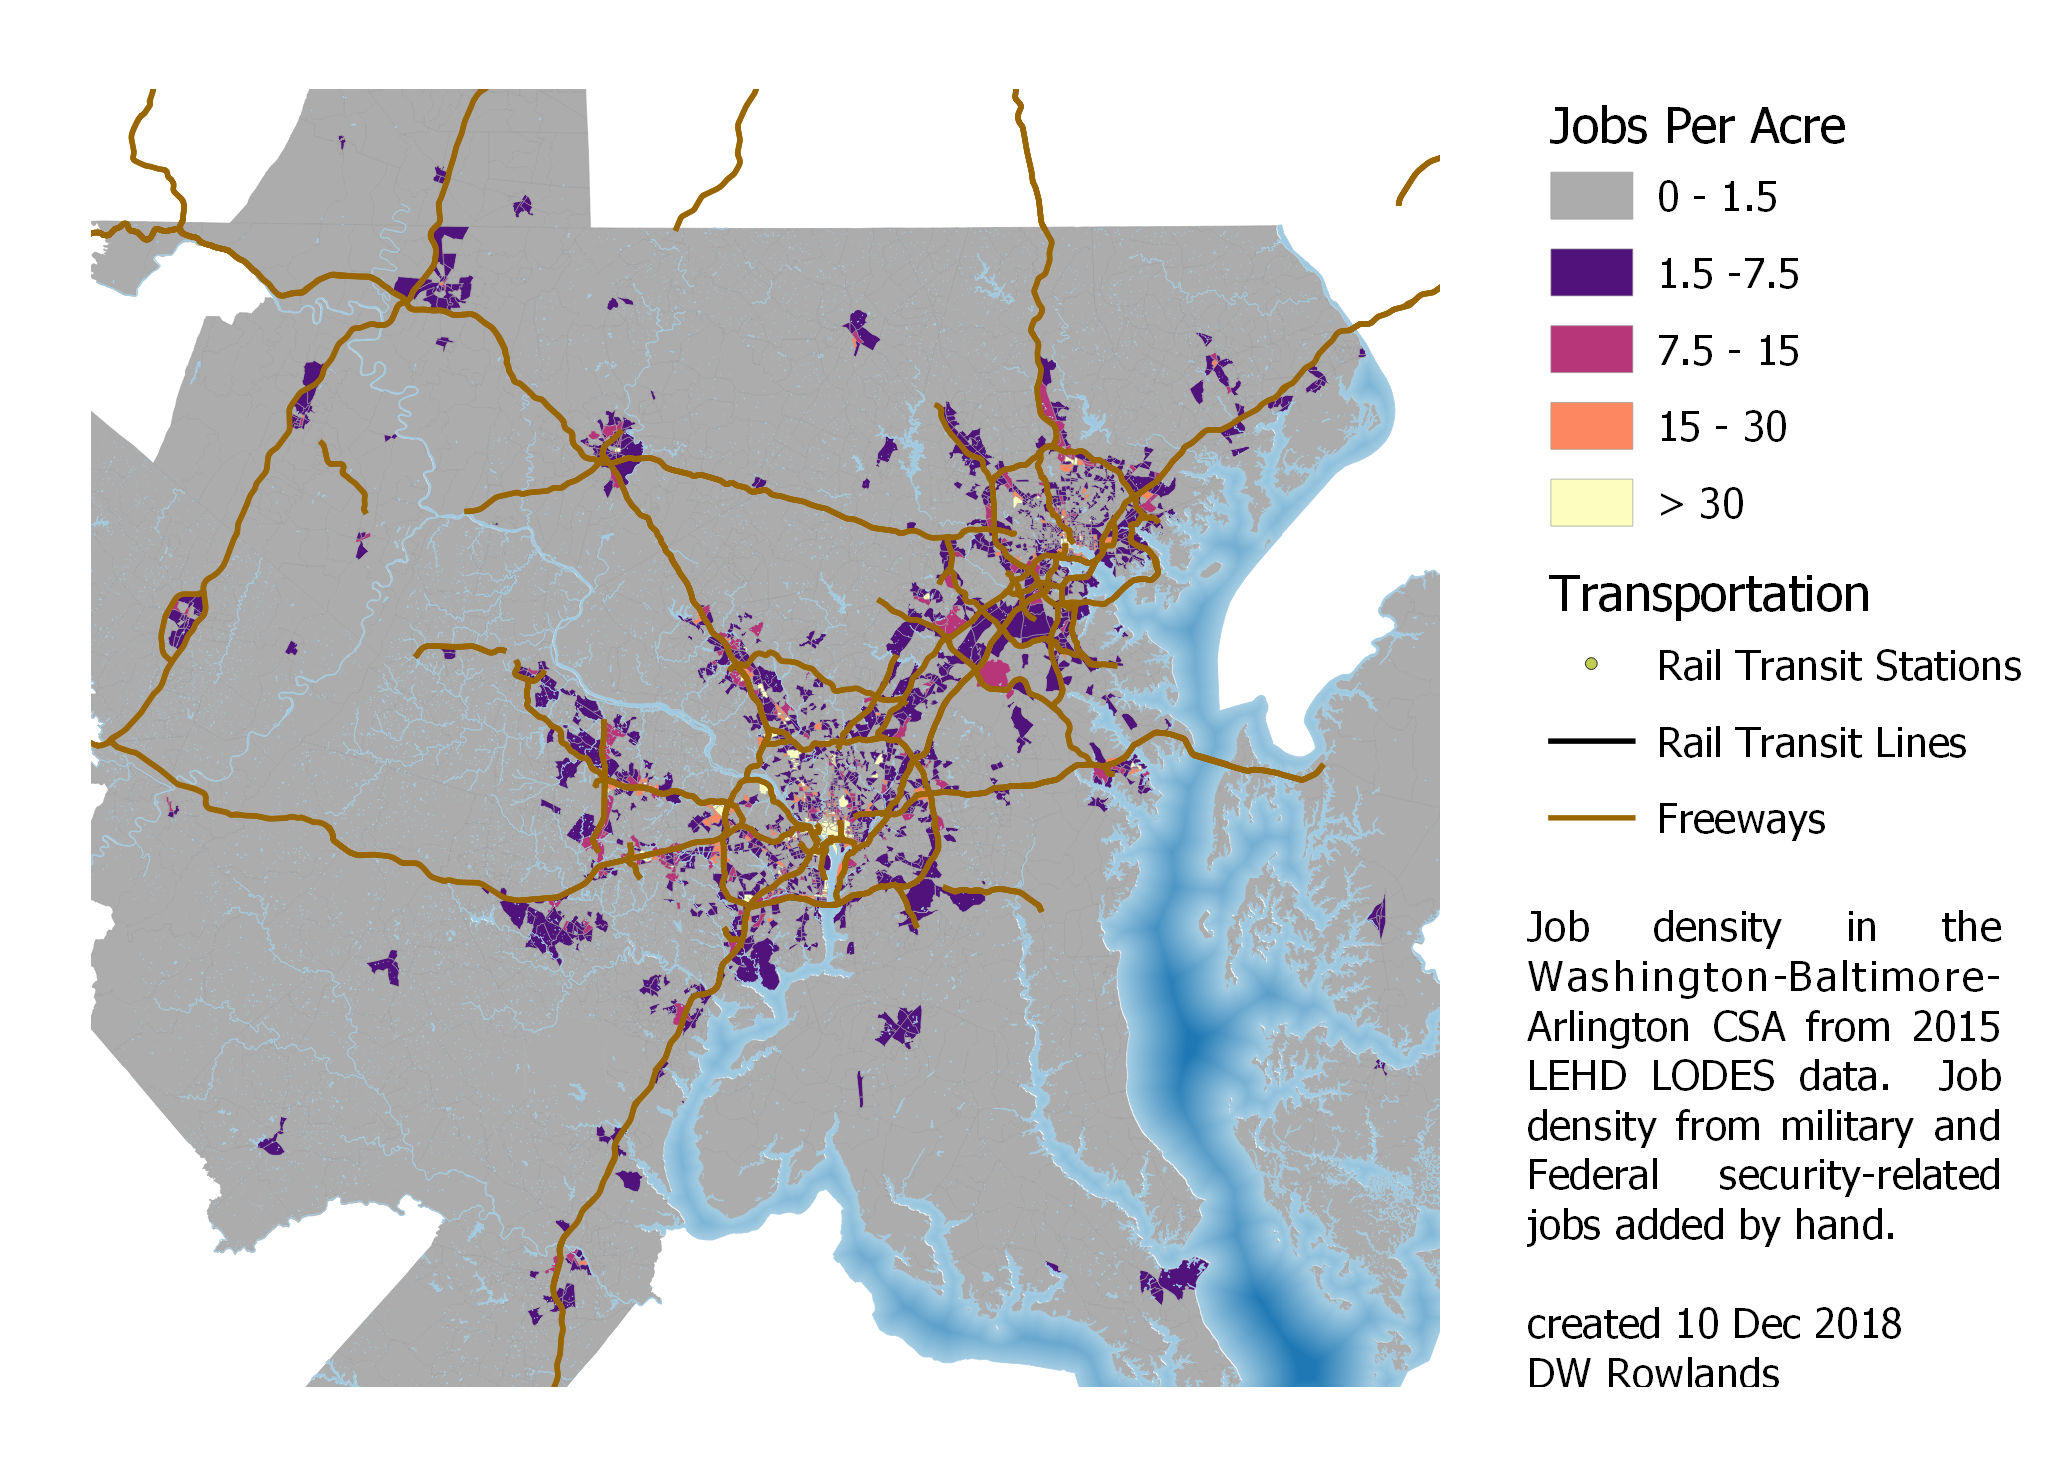 Jobs Per Acre
0 - 1.5
1.5 -7.5
7.5 - 15
15 - 30
> 30
Transportation
Rail Transit Stations
Rail Transit Lines
Freeways
Job density in the
Washington-Baltimore-
Arlington CSA from 2015
LEHD LODES data. Job
density from military and
Federal security-related
jobs added by hand.
created 10 Dec 2018
DW Rowlands